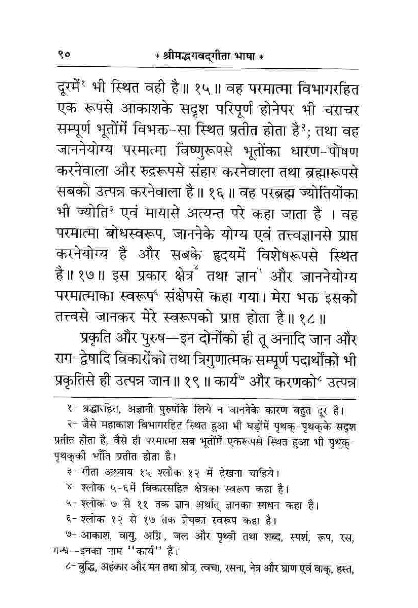 ९० * श्रीमद्भगवद्गीता भाषा *
दूरमें¹ भी स्थित वही है॥ १५॥ वह परमात्मा विभागरहित
एक रूपसे आकाशके सदृश परिपूर्ण होनेपर भी चराचर
सम्पूर्ण भूतोंमें विभक्त-सा स्थित प्रतीत होता है²; तथा वह
जाननेयोग्य परमात्मा विष्णुरूपसे भूतोंका धारण-पोषण
करनेवाला और रुद्ररूपसे संहार करनेवाला तथा ब्रह्मारूपसे
सबको उत्पन्न करनेवाला है॥ १६॥ वह परब्रह्म ज्योतियोंका
भी ज्योति³ एवं मायासे अत्यन्त परे कहा जाता है । वह
परमात्मा बोधस्वरूप, जाननेके योग्य एवं तत्त्वज्ञानसे प्राप्त
करनेयोग्य है और सबके हृदयमें विशेषरूपसे स्थित
है॥ १७॥ इस प्रकार क्षेत्र⁴ तथा ज्ञान⁵ और जाननेयोग्य
परमात्माका स्वरूप⁶ संक्षेपसे कहा गया। मेरा भक्त इसको
तत्त्वसे जानकर मेरे स्वरूपको प्राप्त होता है॥ १८॥
प्रकृति और पुरुष—इन दोनोंको ही तू अनादि जान और
राग-द्वेषादि विकारोंको तथा त्रिगुणात्मक सम्पूर्ण पदार्थोंको भी
प्रकृतिसे ही उत्पन्न जान॥ १९॥ कार्य⁷ और करणको⁸ उत्पन्न
१- श्रद्धारहित, अज्ञानी पुरुषोंके लिये न जाननेके कारण बहुत दूर है।
२- जैसे महाकाश विभागरहित स्थित हुआ भी घड़ोंमें पृथक्-पृथक्के सदृश
प्रतीत होता है, वैसे ही परमात्मा सब भूतोंमें एकरूपसे स्थित हुआ भी पृथक्-
पृथक्की भाँति प्रतीत होता है।
३- गीता अध्याय १५ श्लोक १२ में देखना चाहिये।
४- श्लोक ५-६में विकारसहित क्षेत्रका स्वरूप कहा है।
५- श्लोक ७ से ११ तक ज्ञान अर्थात् ज्ञानका साधन कहा है।
६- श्लोक १२ से १७ तक ज्ञेयका स्वरूप कहा है।
७- आकाश, वायु, अग्नि, जल और पृथ्वी तथा शब्द, स्पर्श, रूप, रस,
गन्ध—इनका नाम "कार्य" है।
८- बुद्धि, अहंकार और मन तथा श्रोत्र, त्वचा, रसना, नेत्र और घ्राण एवं वाक्, हस्त,